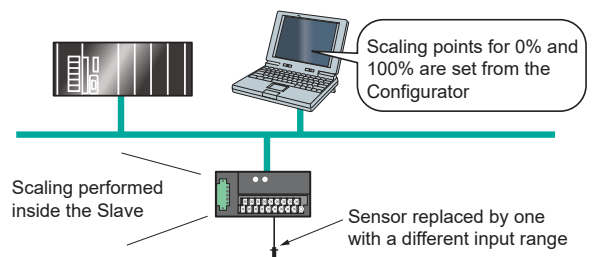 Scaling points for 0% and
100% are set from the
Configurator
Scaling performed
inside the Slave
Sensor replaced by one
with a different input range